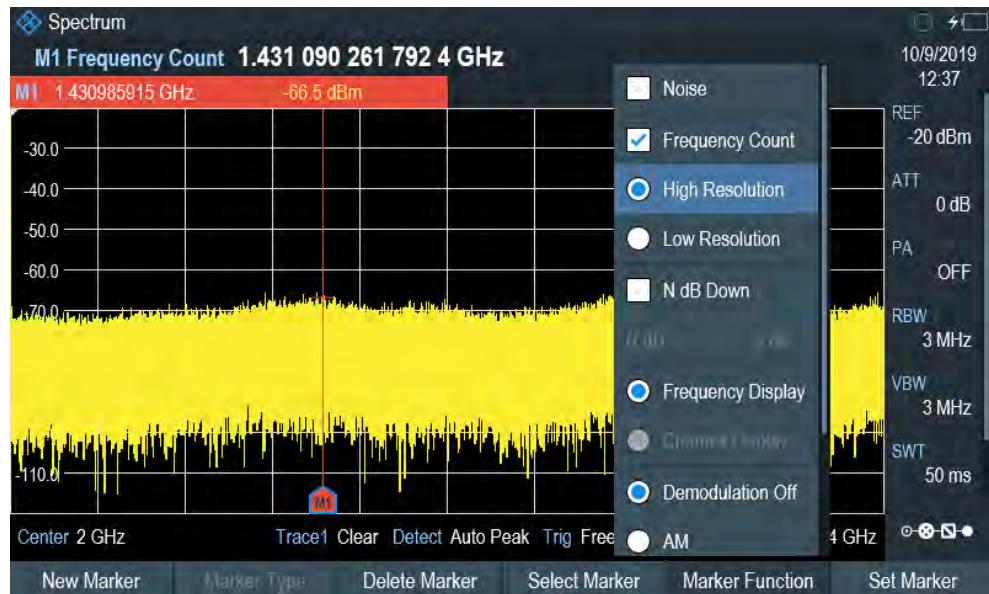 Spectrum
M1 Frequency Count 1.431 090 261 792 4 GHz
10/9/2019
12:37
M1 1.430985915 GHz -66.5 dBm
REF
-20 dBm
ATT
0 dB
PA
OFF
RBW
3 MHz
VBW
3 MHz
SWT
50 ms
-30.0
-40.0
-50.0
-60.0
-70.0
-110.0
M1
Noise
Frequency Count
High Resolution
Low Resolution
N dB Down
Frequency Display
Channel Display
Demodulation Off
AM
Center 2 GHz Trace1 Clear Detect Auto Peak Trig Free 4 GHz
New Marker Marker Type Delete Marker Select Marker Marker Function Set Marker